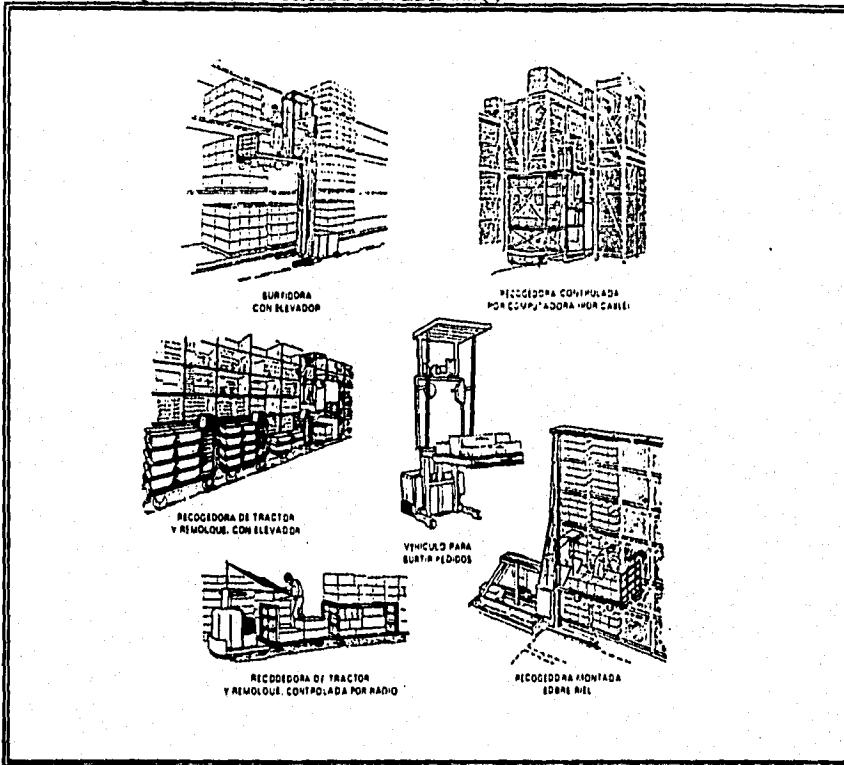 SURTIDORA
CON ELEVADOR
RECOGEDORA CONTROLADA
POR COMPUTADORA (POR CABLE)
RECOGEDORA DE TRACTOR
Y REMOLQUE, CON ELEVADOR
VEHICULO PARA
SURTIR PEDIDOS
RECOGEDORA DE TRACTOR
Y REMOLQUE, CONTROLADA POR RADIO
RECOGEDORA MONTADA
SOBRE RIEL